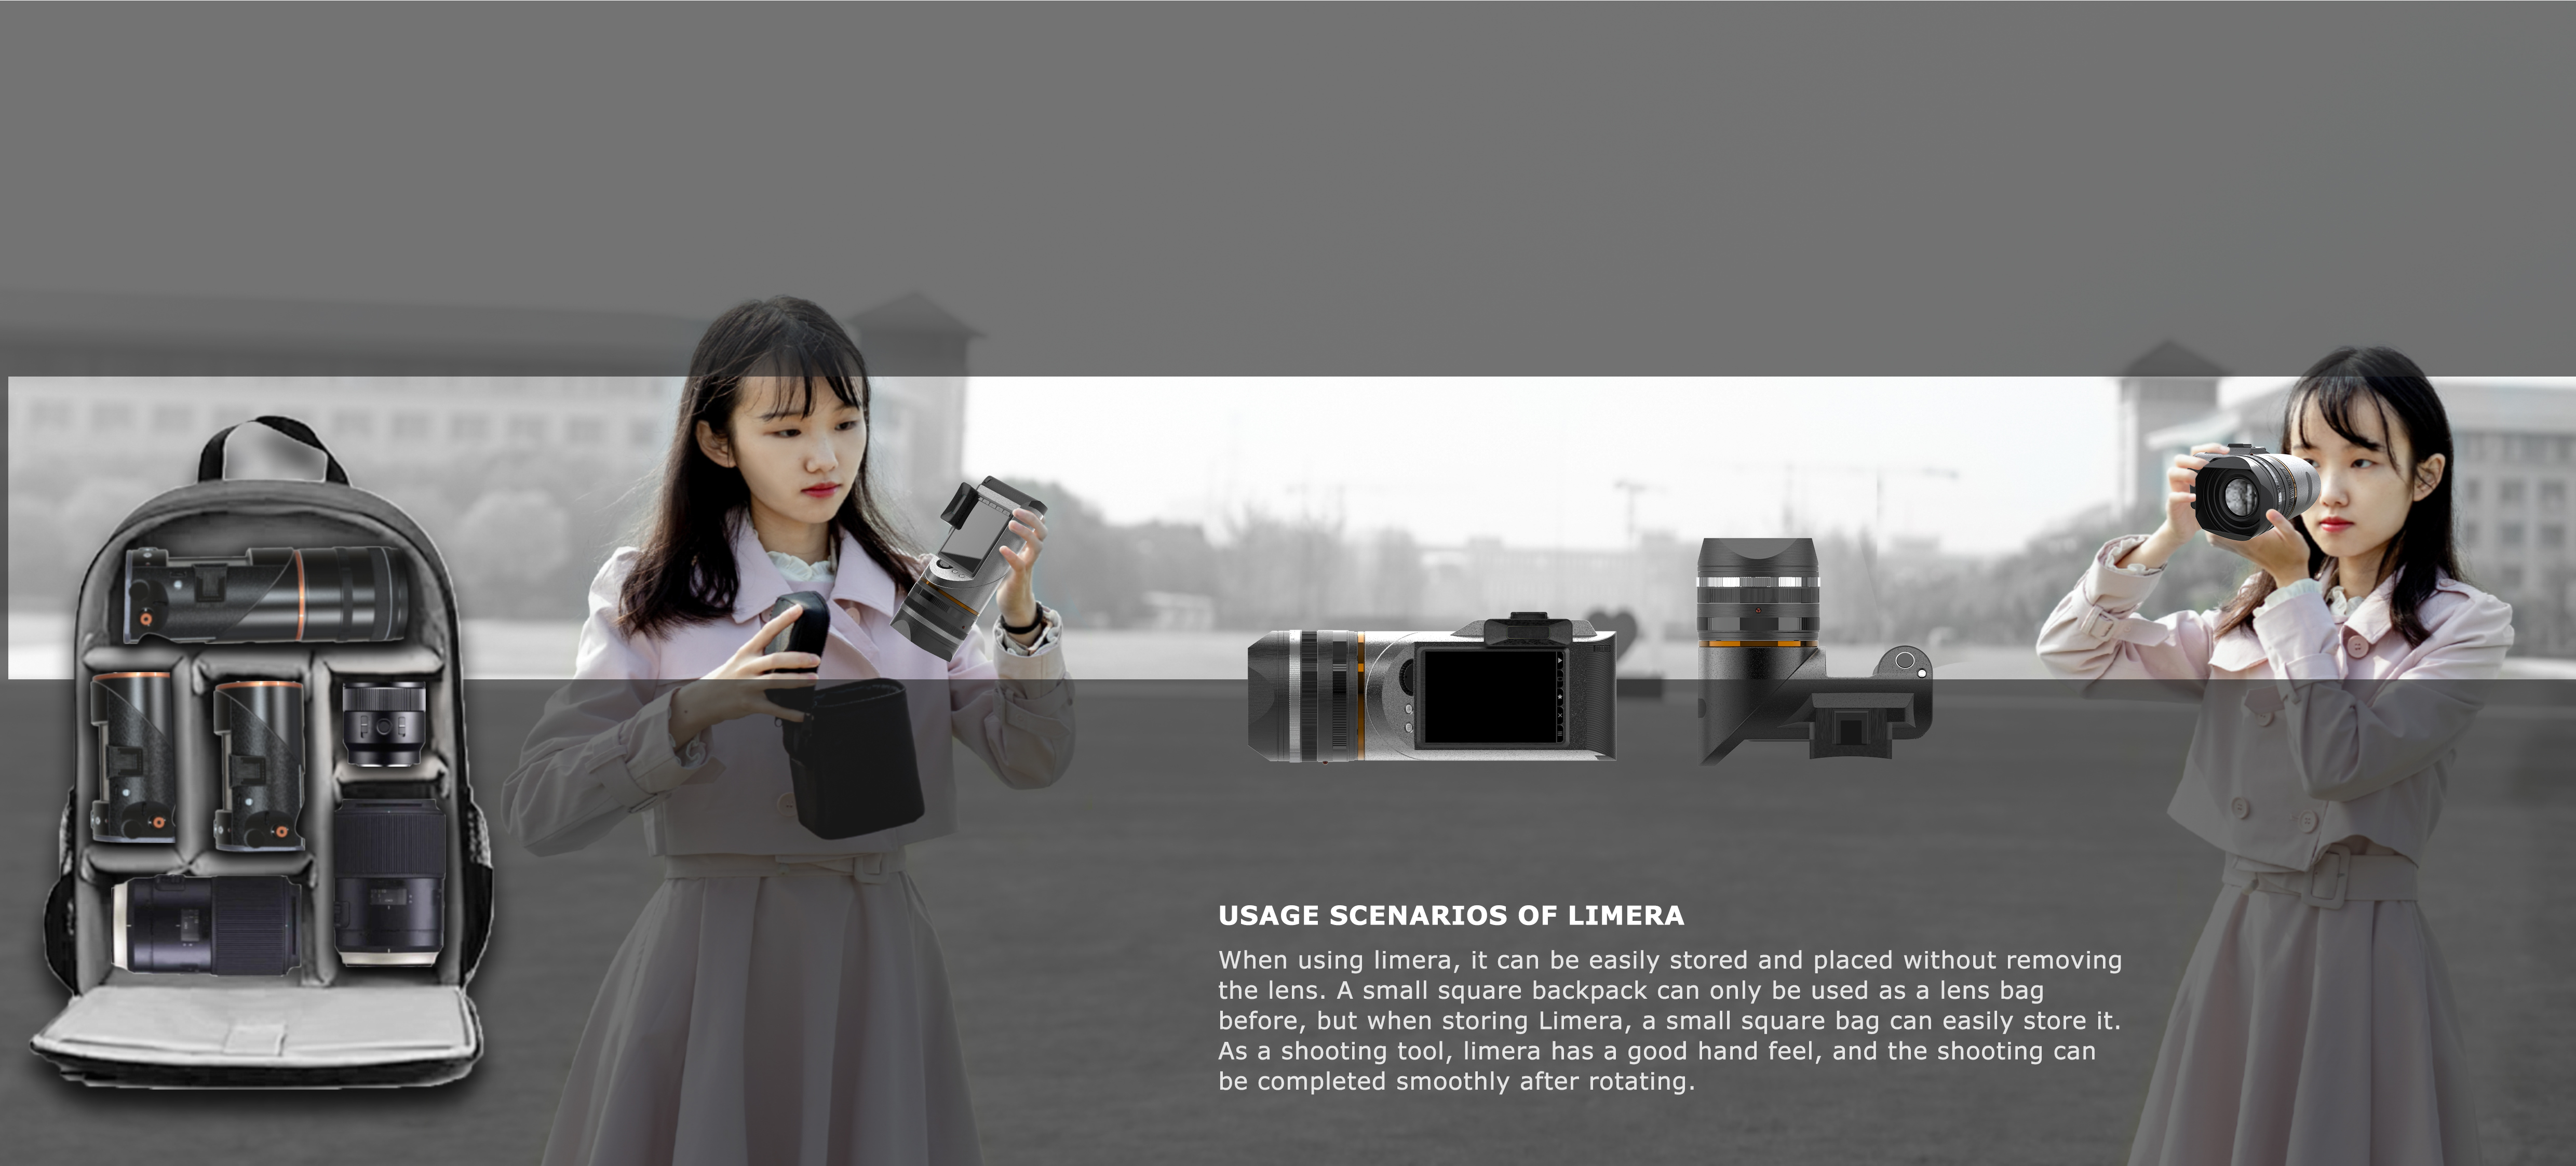 USAGE SCENARIOS OF LIMERA
When using limera, it can be easily stored and placed without removing
the lens. A small square backpack can only be used as a lens bag
before, but when storing Limera, a small square bag can easily store it.
As a shooting tool, limera has a good hand feel, and the shooting can
be completed smoothly after rotating.